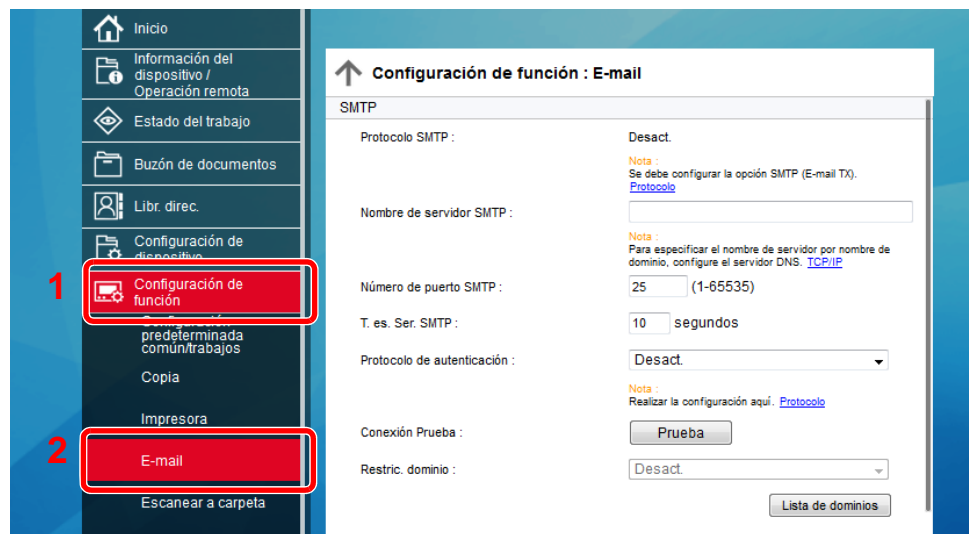 Inicio
Información del
dispositivo /
Operación remota
Estado del trabajo
Buzón de documentos
Libr. direc.
Configuración de
dispositivo
1
Configuración de
función
Configuración
predeterminada
común/trabajos
Copia
Impresora
2
E-mail
Escanear a carpeta
Configuración de función : E-mail
SMTP
Protocolo SMTP :
Desact.
Nota :
Se debe configurar la opción SMTP (E-mail TX).
Protocolo
Nombre de servidor SMTP :
Nota :
Para especificar el nombre de servidor por nombre de
dominio, configure el servidor DNS. TCP/IP
Número de puerto SMTP :
25 (1-65535)
T. es. Ser. SMTP :
10 segundos
Protocolo de autenticación :
Desact.
Nota :
Realizar la configuración aquí. Protocolo
Conexión Prueba :
Prueba
Restric. dominio :
Desact.
Lista de dominios